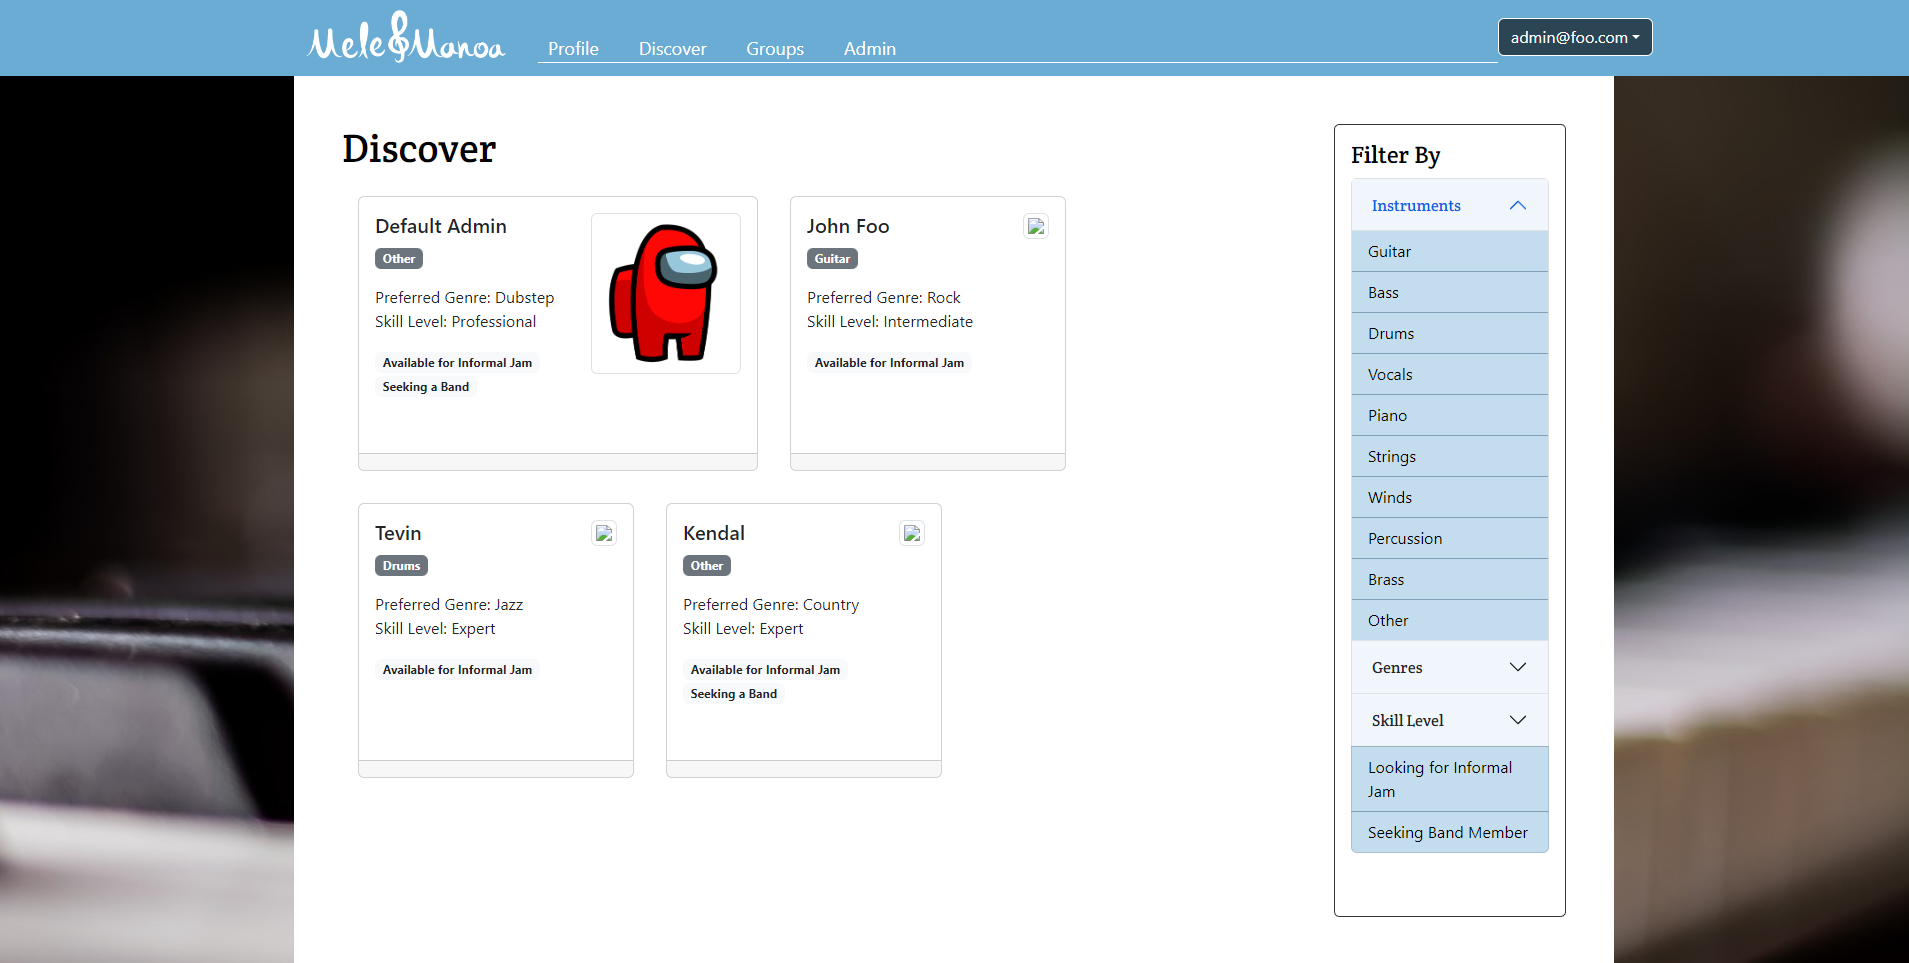 Mele Manoa
Profile Discover Groups Admin
admin@foo.com
Discover
Default Admin
Other
Preferred Genre: Dubstep
Skill Level: Professional
Available for Informal Jam
Seeking a Band
John Foo
Guitar
Preferred Genre: Rock
Skill Level: Intermediate
Available for Informal Jam
Tevin
Drums
Preferred Genre: Jazz
Skill Level: Expert
Available for Informal Jam
Kendal
Other
Preferred Genre: Country
Skill Level: Expert
Available for Informal Jam
Seeking a Band
Filter By
Instruments
Guitar
Bass
Drums
Vocals
Piano
Strings
Winds
Percussion
Brass
Other
Genres
Skill Level
Looking for Informal
Jam
Seeking Band Member